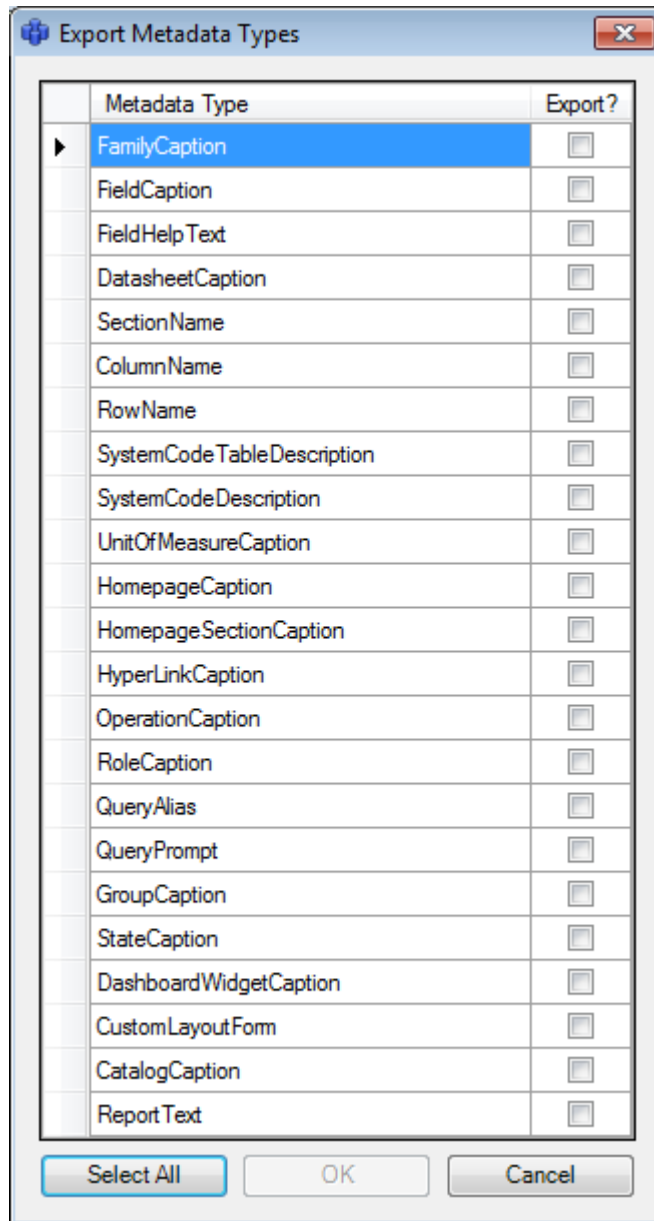 Export Metadata Types
Metadata Type Export?
FamilyCaption
FieldCaption
FieldHelpText
DatasheetCaption
SectionName
ColumnName
RowName
SystemCodeTableDescription
SystemCodeDescription
UnitOfMeasureCaption
HomepageCaption
HomepageSectionCaption
HyperLinkCaption
OperationCaption
RoleCaption
QueryAlias
QueryPrompt
GroupCaption
StateCaption
DashboardWidgetCaption
CustomLayoutForm
CatalogCaption
ReportText
Select All OK Cancel